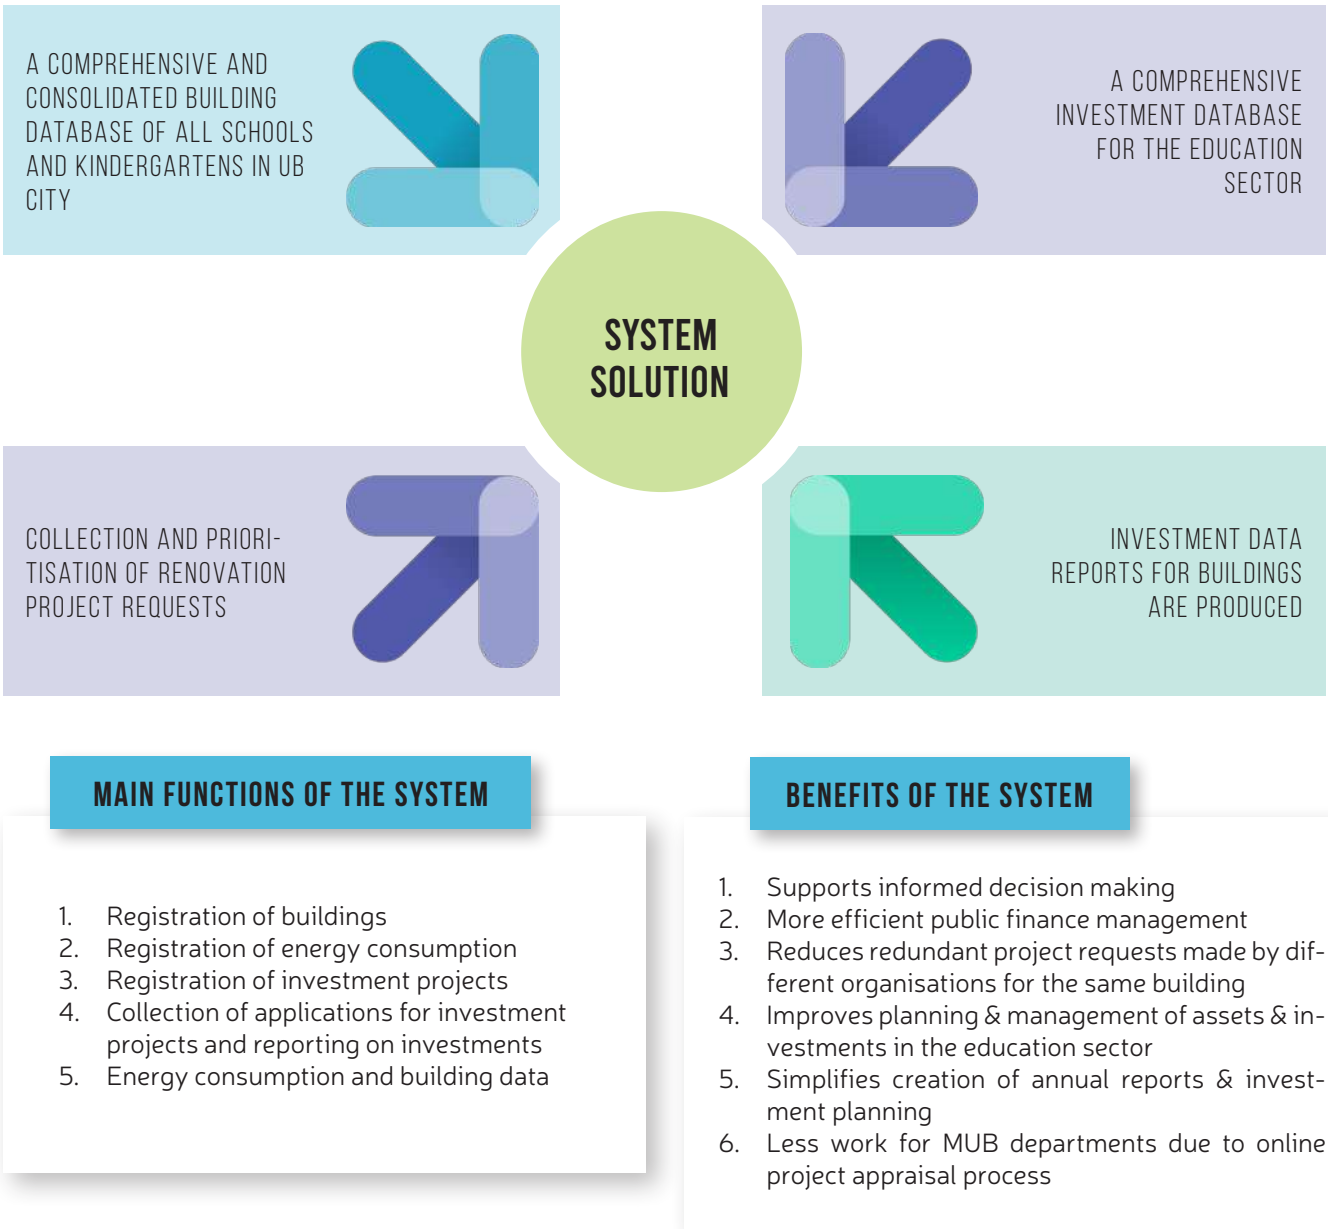 A COMPREHENSIVE AND
CONSOLIDATED BUILDING
DATABASE OF ALL SCHOOLS
AND KINDERGARTENS IN UB
CITY
A COMPREHENSIVE
INVESTMENT DATABASE
FOR THE EDUCATION
SECTOR
SYSTEM
SOLUTION
COLLECTION AND PRIORI-
TISATION OF RENOVATION
PROJECT REQUESTS
INVESTMENT DATA
REPORTS FOR BUILDINGS
ARE PRODUCED
MAIN FUNCTIONS OF THE SYSTEM
1. Registration of buildings
2. Registration of energy consumption
3. Registration of investment projects
4. Collection of applications for investment
projects and reporting on investments
5. Energy consumption and building data
BENEFITS OF THE SYSTEM
1. Supports informed decision making
2. More efficient public finance management
3. Reduces redundant project requests made by dif-
ferent organisations for the same building
4. Improves planning & management of assets & in-
vestments in the education sector
5. Simplifies creation of annual reports & invest-
ment planning
6. Less work for MUB departments due to online
project appraisal process